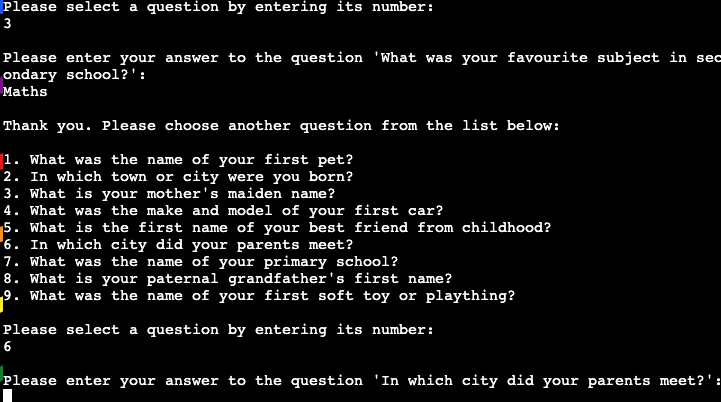 Please select a question by entering its number:
3
Please enter your answer to the question 'What was your favourite subject in sec
ondary school?':
Maths
Thank you. Please choose another question from the list below:
1. What was the name of your first pet?
2. In which town or city were you born?
3. What is your mother's maiden name?
4. What was the make and model of your first car?
5. What is the first name of your best friend from childhood?
6. In which city did your parents meet?
7. What was the name of your primary school?
8. What is your paternal grandfather's first name?
9. What was the name of your first soft toy or plaything?
Please select a question by entering its number:
6
Please enter your answer to the question 'In which city did your parents meet?':